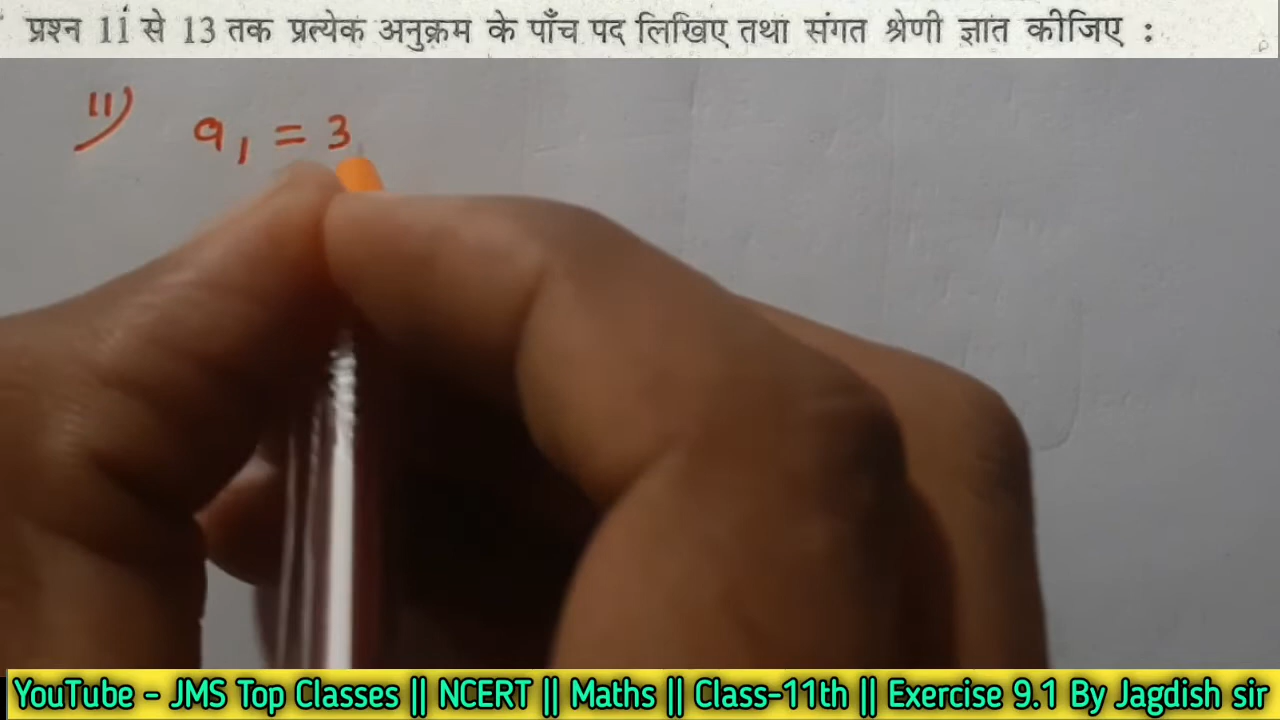 प्रश्न 11 से 13 तक प्रत्येक अनुक्रम के पाँच पद लिखिए तथा संगत श्रेणी ज्ञात कीजिए :
11) a₁ = 3
YouTube - JMS Top Classes || NCERT || Maths || Class-11th || Exercise 9.1 By Jagdish sir